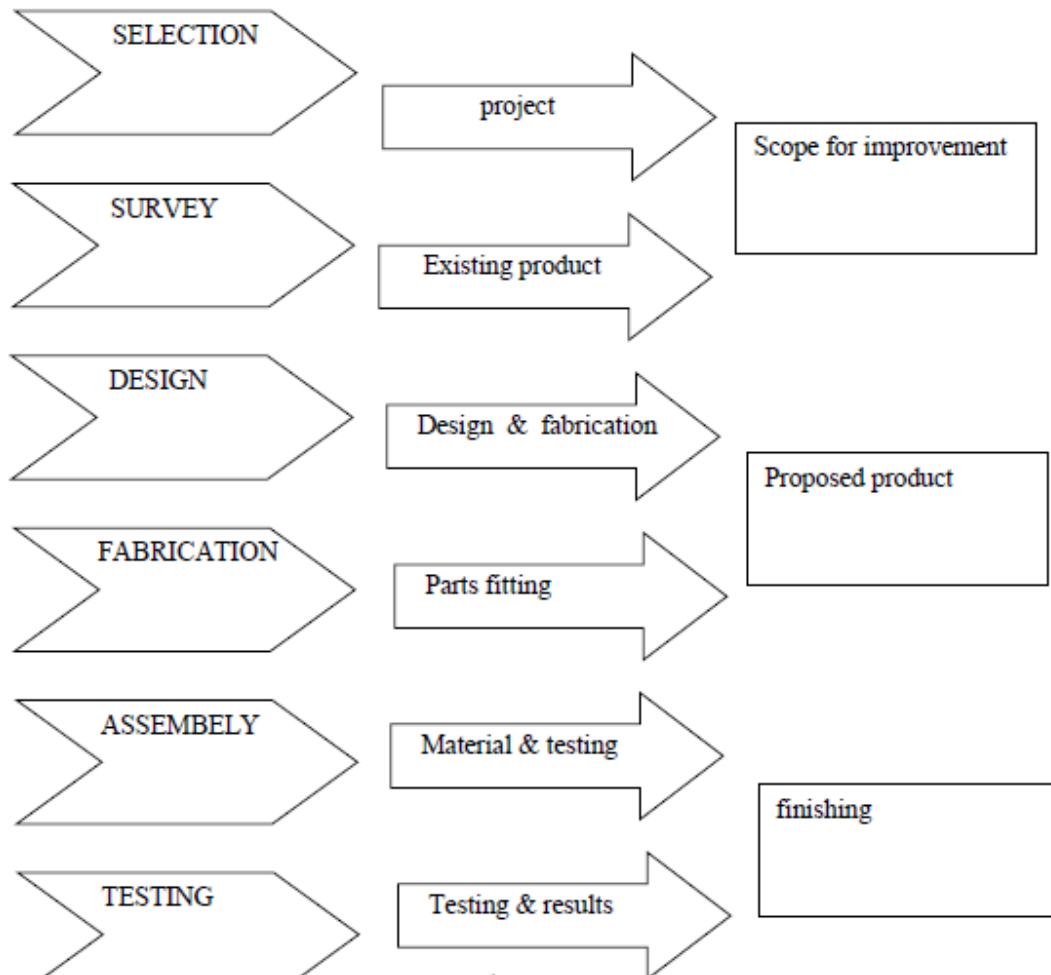 SELECTION
project
Scope for improvement
SURVEY
Existing product
DESIGN
Design & fabrication
Proposed product
FABRICATION
Parts fitting
ASSEMBELY
Material & testing
finishing
TESTING
Testing & results